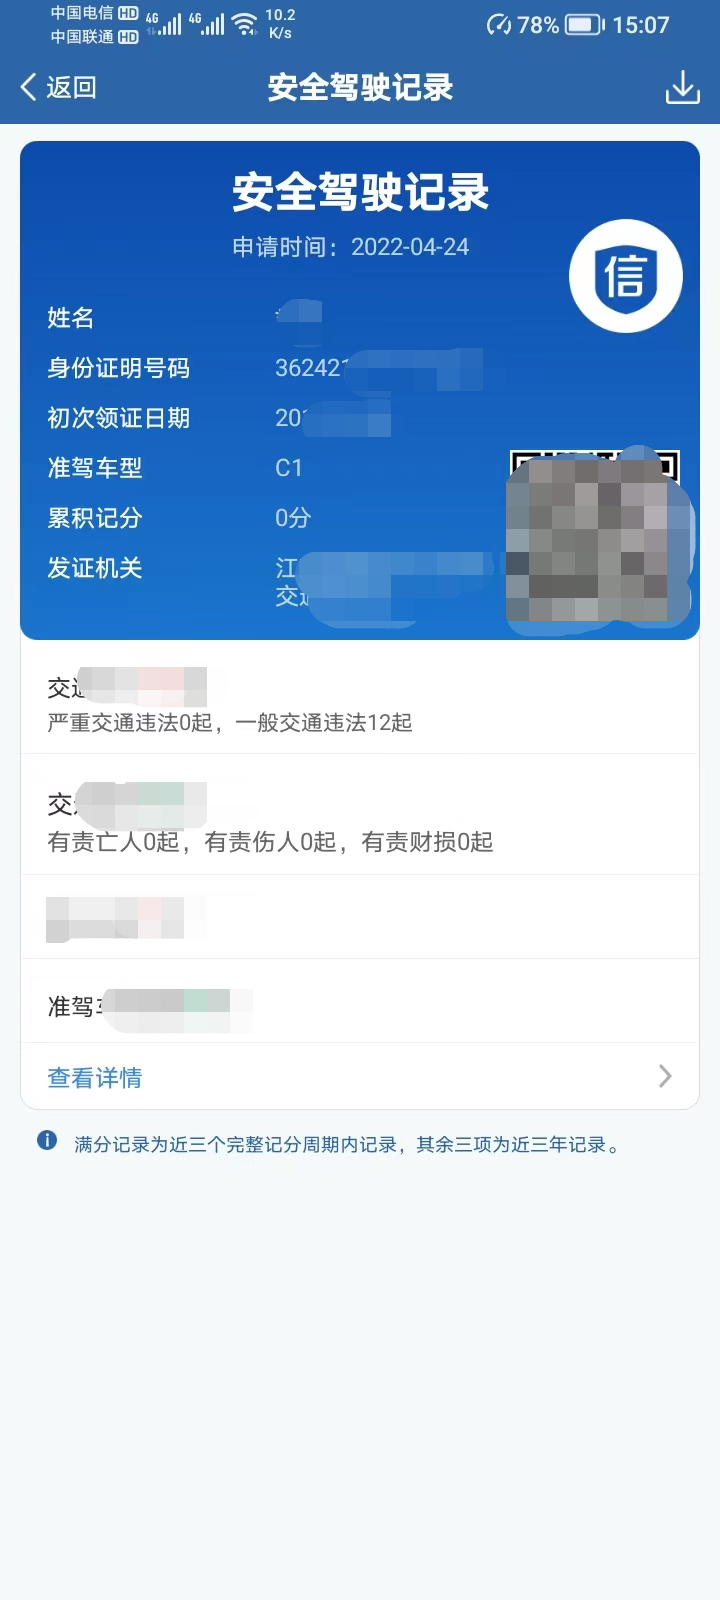 中国电信 HD 4G 4G 10.2 K/s 78% 15:07
中国联通 HD
返回 安全驾驶记录
安全驾驶记录
申请时间：2022-04-24
信
姓名
身份证明号码 362421
初次领证日期 20
准驾车型 C1
累积记分 0分
发证机关 江
交
交
严重交通违法0起，一般交通违法12起
交
有责亡人0起，有责伤人0起，有责财损0起
准驾
查看详情
满分记录为近三个完整记分周期内记录，其余三项为近三年记录。